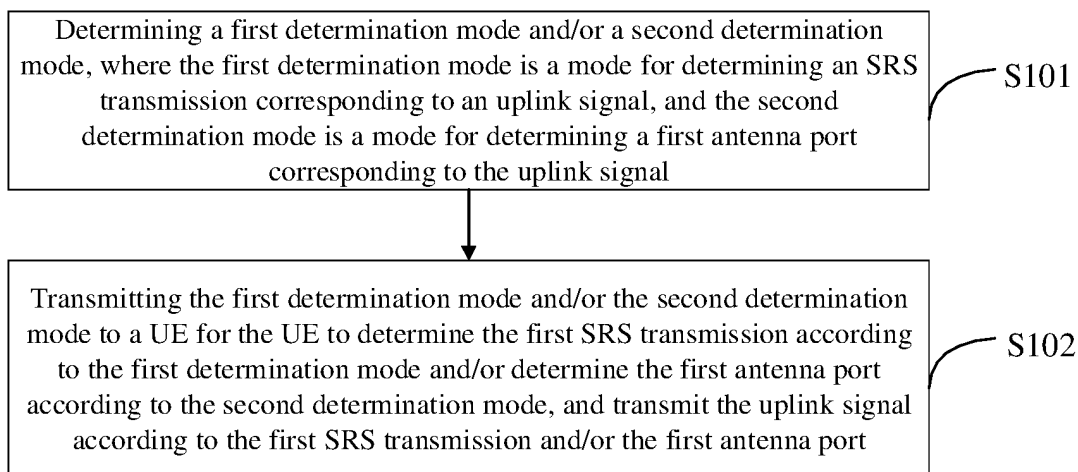 Determining a first determination mode and/or a second determination
mode, where the first determination mode is a mode for determining an SRS
transmission corresponding to an uplink signal, and the second
determination mode is a mode for determining a first antenna port
corresponding to the uplink signal
S101
Transmitting the first determination mode and/or the second determination
mode to a UE for the UE to determine the first SRS transmission according
to the first determination mode and/or determine the first antenna port
according to the second determination mode, and transmit the uplink signal
according to the first SRS transmission and/or the first antenna port
S102